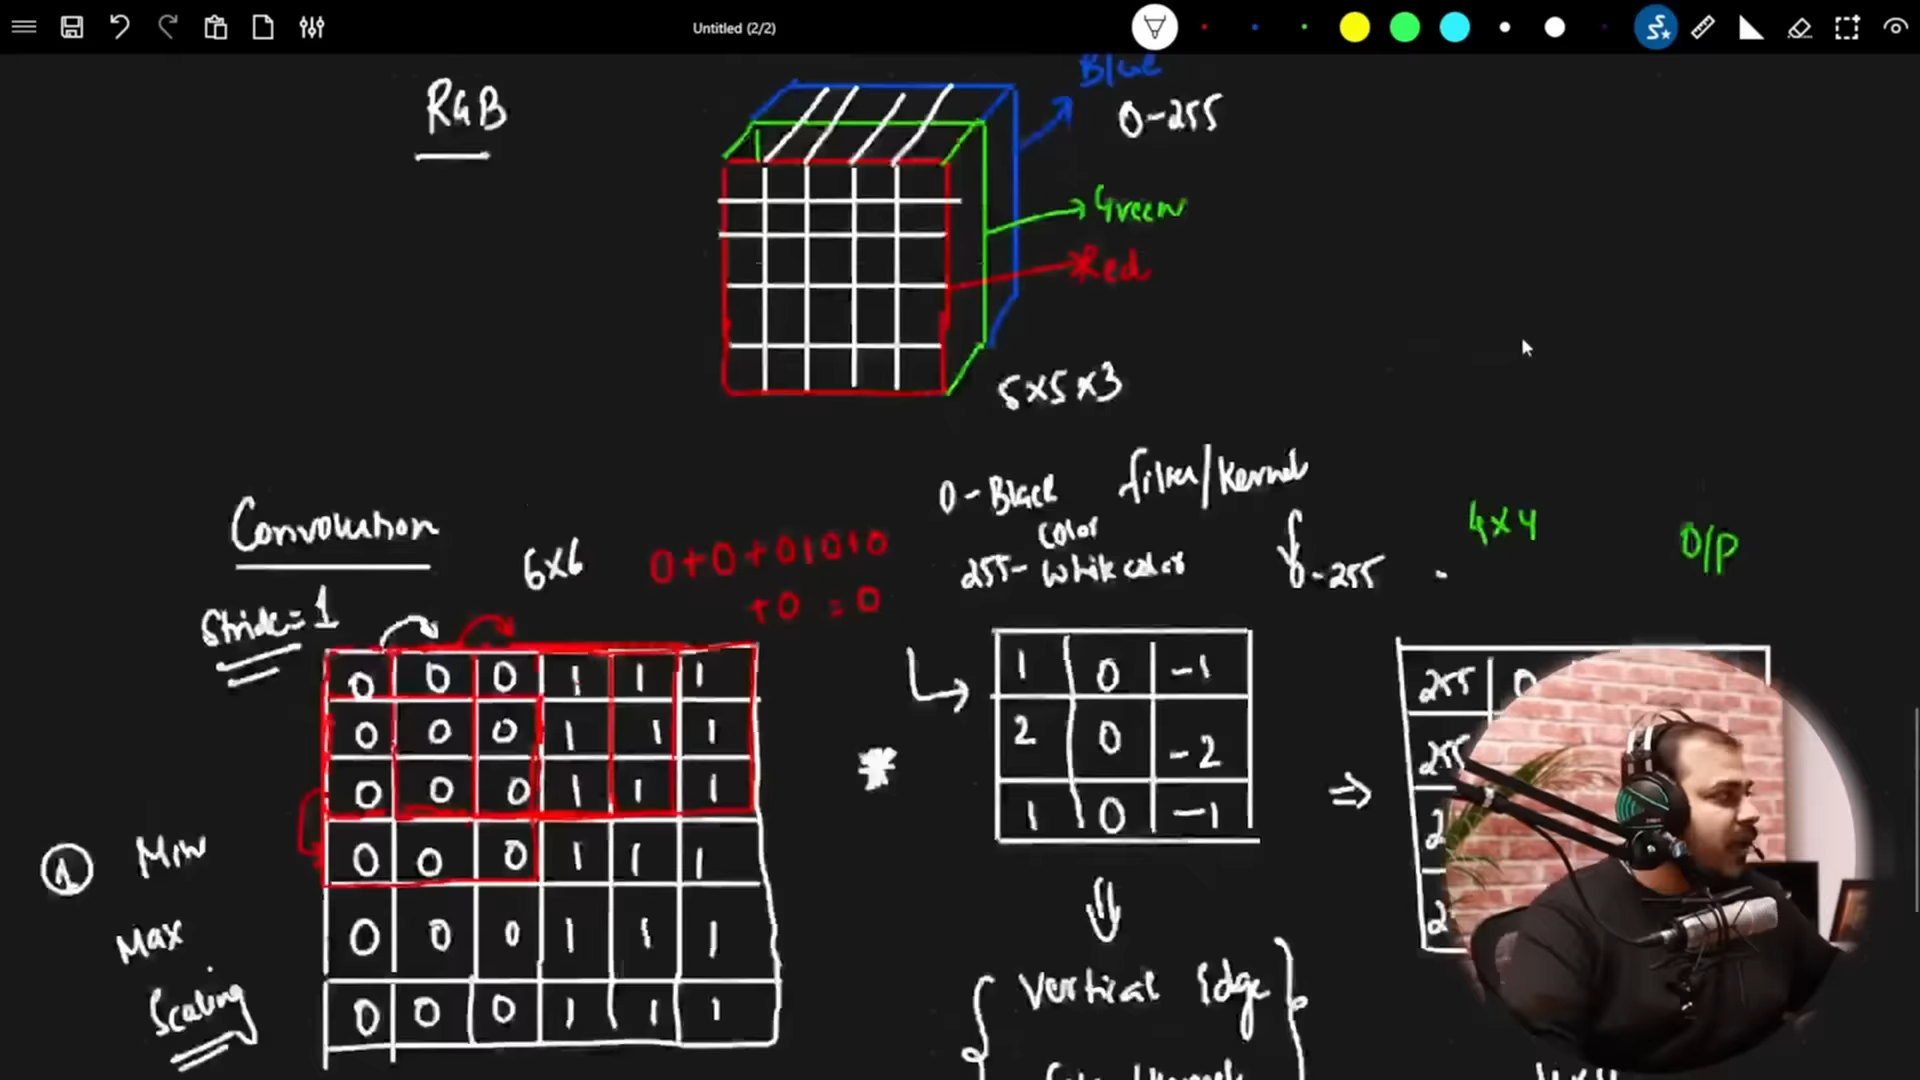 Untitled (2/2)
RGB
Blue
0-255
Green
Red
5x5x3
Convolution
Stride=1
6x6
0+0+0+0+0
+0 = 0
0-Black
color
255- white color
filter/kernel
0-255
4x4
O/P
0 0 0 1 1 1
0 0 0 1 1 1
0 0 0 1 1 1
0 0 0 1 1 1
0 0 0 1 1 1
0 0 0 1 1 1
*
1 0 -1
2 0 -2
1 0 -1
⇒
255 0
255
2
2
① Min
Max
Scaling
Vertical Edge